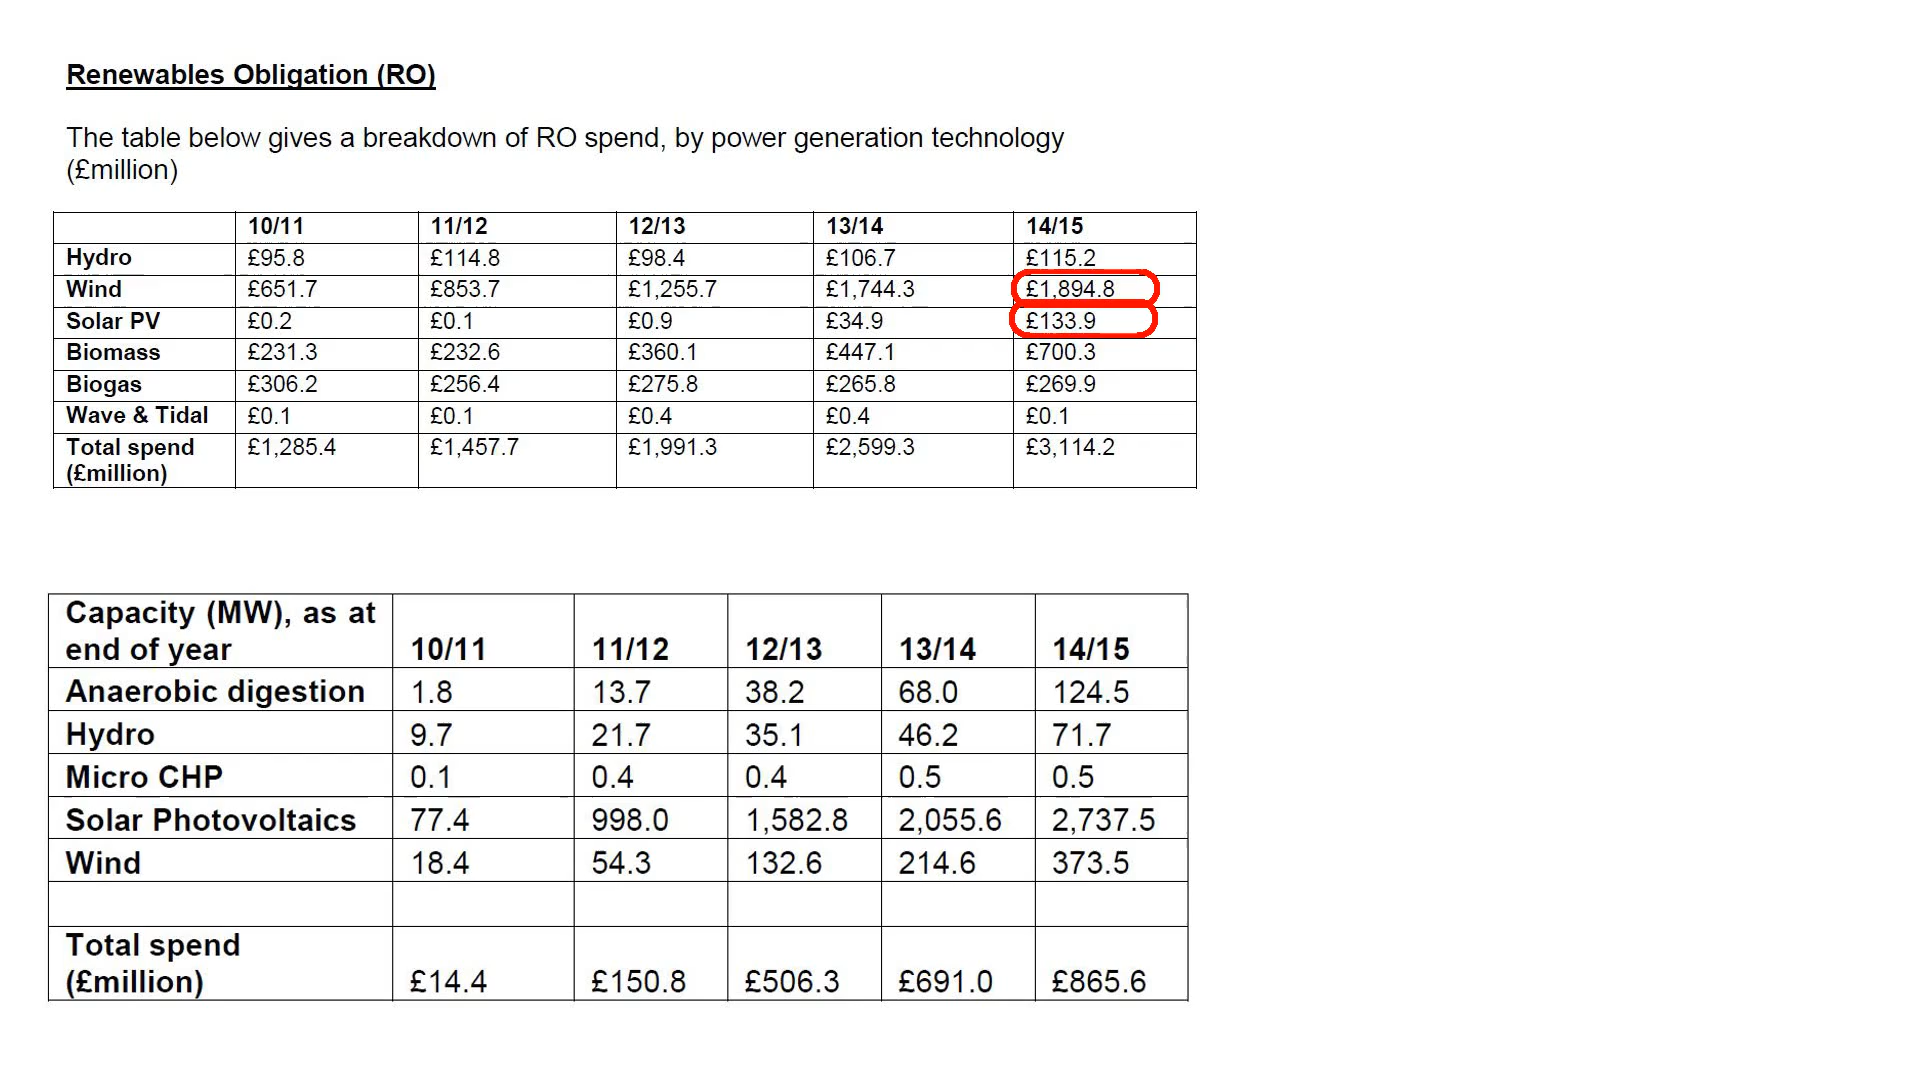 Renewables Obligation (RO)
The table below gives a breakdown of RO spend, by power generation technology
(£million)
10/11 11/12 12/13 13/14 14/15
Hydro £95.8 £114.8 £98.4 £106.7 £115.2
Wind £651.7 £853.7 £1,255.7 £1,744.3 £1,894.8
Solar PV £0.2 £0.1 £0.9 £34.9 £133.9
Biomass £231.3 £232.6 £360.1 £447.1 £700.3
Biogas £306.2 £256.4 £275.8 £265.8 £269.9
Wave & Tidal £0.1 £0.1 £0.4 £0.4 £0.1
Total spend £1,285.4 £1,457.7 £1,991.3 £2,599.3 £3,114.2
(£million)
Capacity (MW), as at
end of year 10/11 11/12 12/13 13/14 14/15
Anaerobic digestion 1.8 13.7 38.2 68.0 124.5
Hydro 9.7 21.7 35.1 46.2 71.7
Micro CHP 0.1 0.4 0.4 0.5 0.5
Solar Photovoltaics 77.4 998.0 1,582.8 2,055.6 2,737.5
Wind 18.4 54.3 132.6 214.6 373.5
Total spend
(£million) £14.4 £150.8 £506.3 £691.0 £865.6